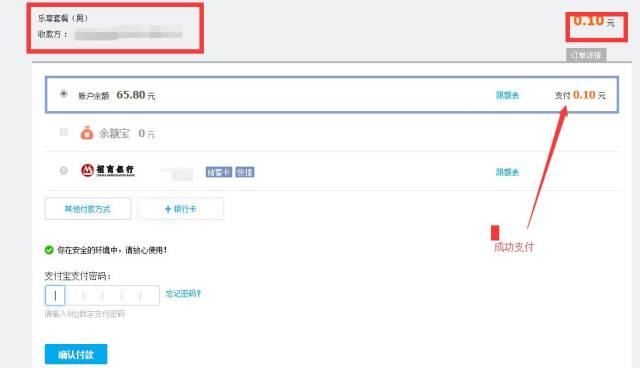 乐享套餐（男）
0.10 元
收款方：
订单详情
账户余额 65.80 元 限额表 支付 0.10 元
余额宝 0 元
招商银行 CHINA MERCHANTS BANK 储蓄卡 快捷 限额表
其他付款方式 + 银行卡
成功支付
你在安全的环境中，请放心使用！
支付宝支付密码：
忘记密码？
请输入6位数字支付密码
确认付款